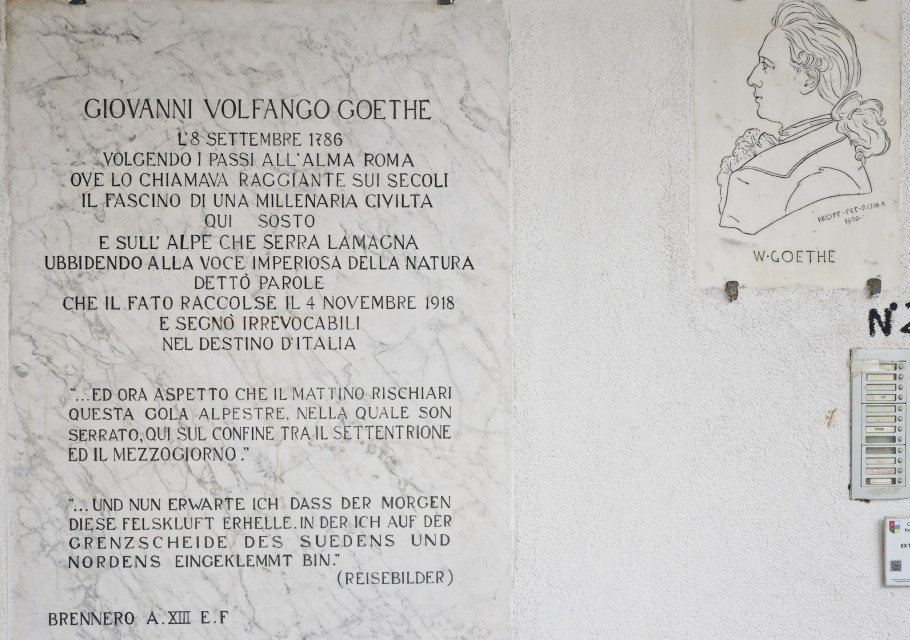 GIOVANNI VOLFANGO GOETHE
L'8 SETTEMBRE 1786
VOLGENDO I PASSI ALL'ALMA ROMA
OVE LO CHIAMAVA RAGGIANTE SUI SECOLI
IL FASCINO DI UNA MILLENARIA CIVILTA
QUI SOSTO
E SULL' ALPE CHE SERRA LAMAGNA
UBBIDENDO ALLA VOCE IMPERIOSA DELLA NATURA
DETTÒ PAROLE
CHE IL FATO RACCOLSE IL 4 NOVEMBRE 1918
E SEGNÒ IRREVOCABILI
NEL DESTINO D'ITALIA
"...ED ORA ASPETTO CHE IL MATTINO RISCHIARI
QUESTA GOLA ALPESTRE, NELLA QUALE SON
SERRATO, QUI SUL CONFINE TRA IL SETTENTRIONE
ED IL MEZZOGIORNO."
"...UND NUN ERWARTE ICH DASS DER MORGEN
DIESE FELSKLUFT ERHELLE, IN DER ICH AUF DER
GRENZSCHEIDE DES SUEDENS UND
NORDENS EINGEKLEMMT BIN."
(REISEBILDER)
BRENNERO A. XIII E.F
ROMA
W·GOETHE
N°2